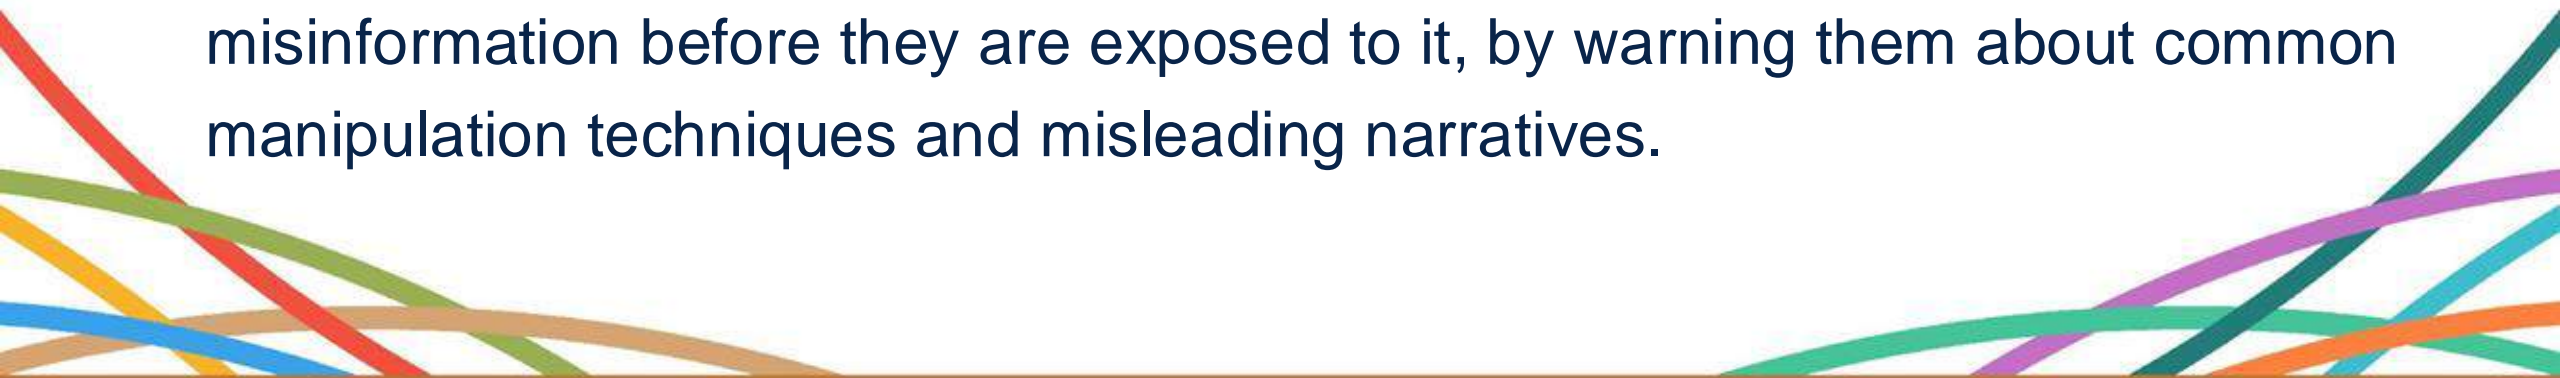 misinformation before they are exposed to it, by warning them about common
manipulation techniques and misleading narratives.